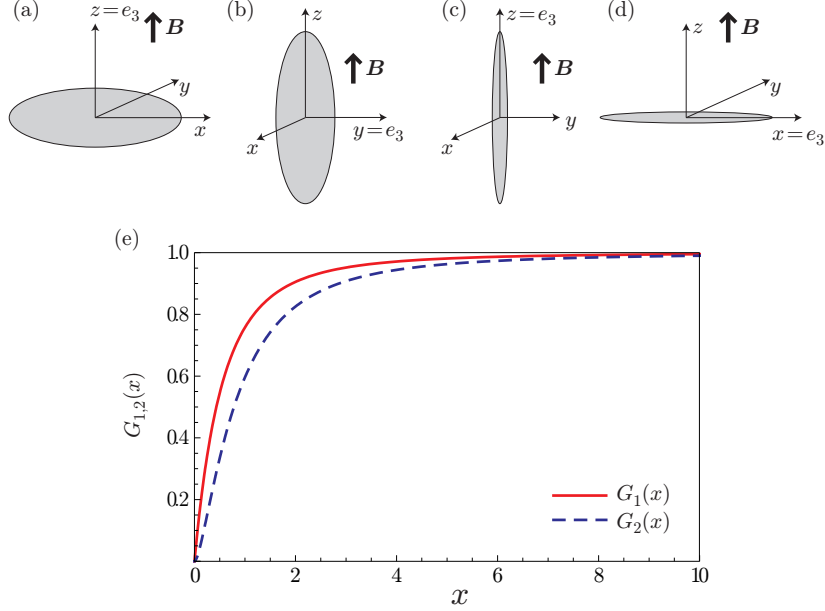 (a) (b) (c) (d)
z = e₃ B z B z = e₃ B z B
y x x y = e₃ x y y x = e₃
(e)
1.0
0.8
0.6
0.4
0.2
G₁,₂(x)
G₁(x)
G₂(x)
0 2 4 6 8 10
x